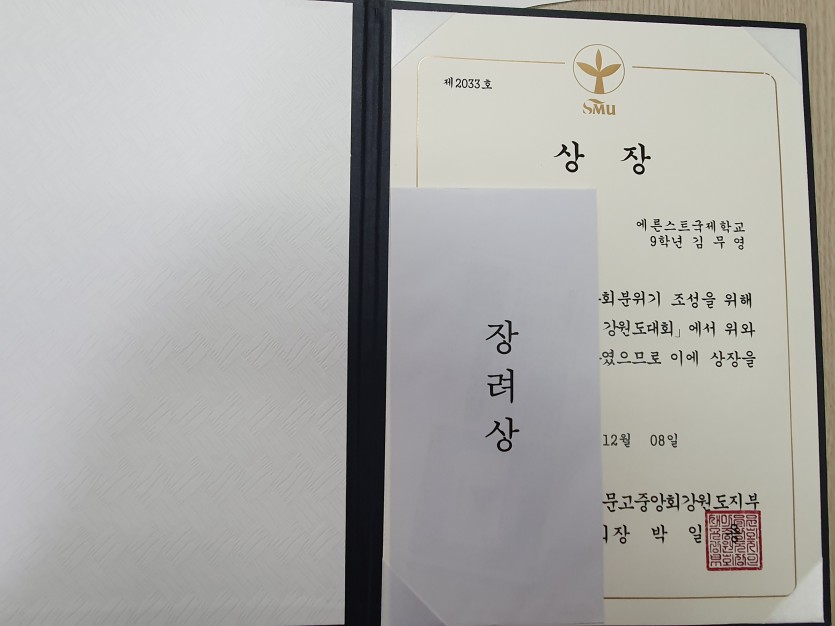 제2033호
SMU
상 장
에른스트국제학교
9학년 김 무 영
회분위기 조성을 위해
강원도대회」에서 위와
였으므로 이에 상장을
12월 08일
문고중앙회강원도지부
장 박 일
장
려
상